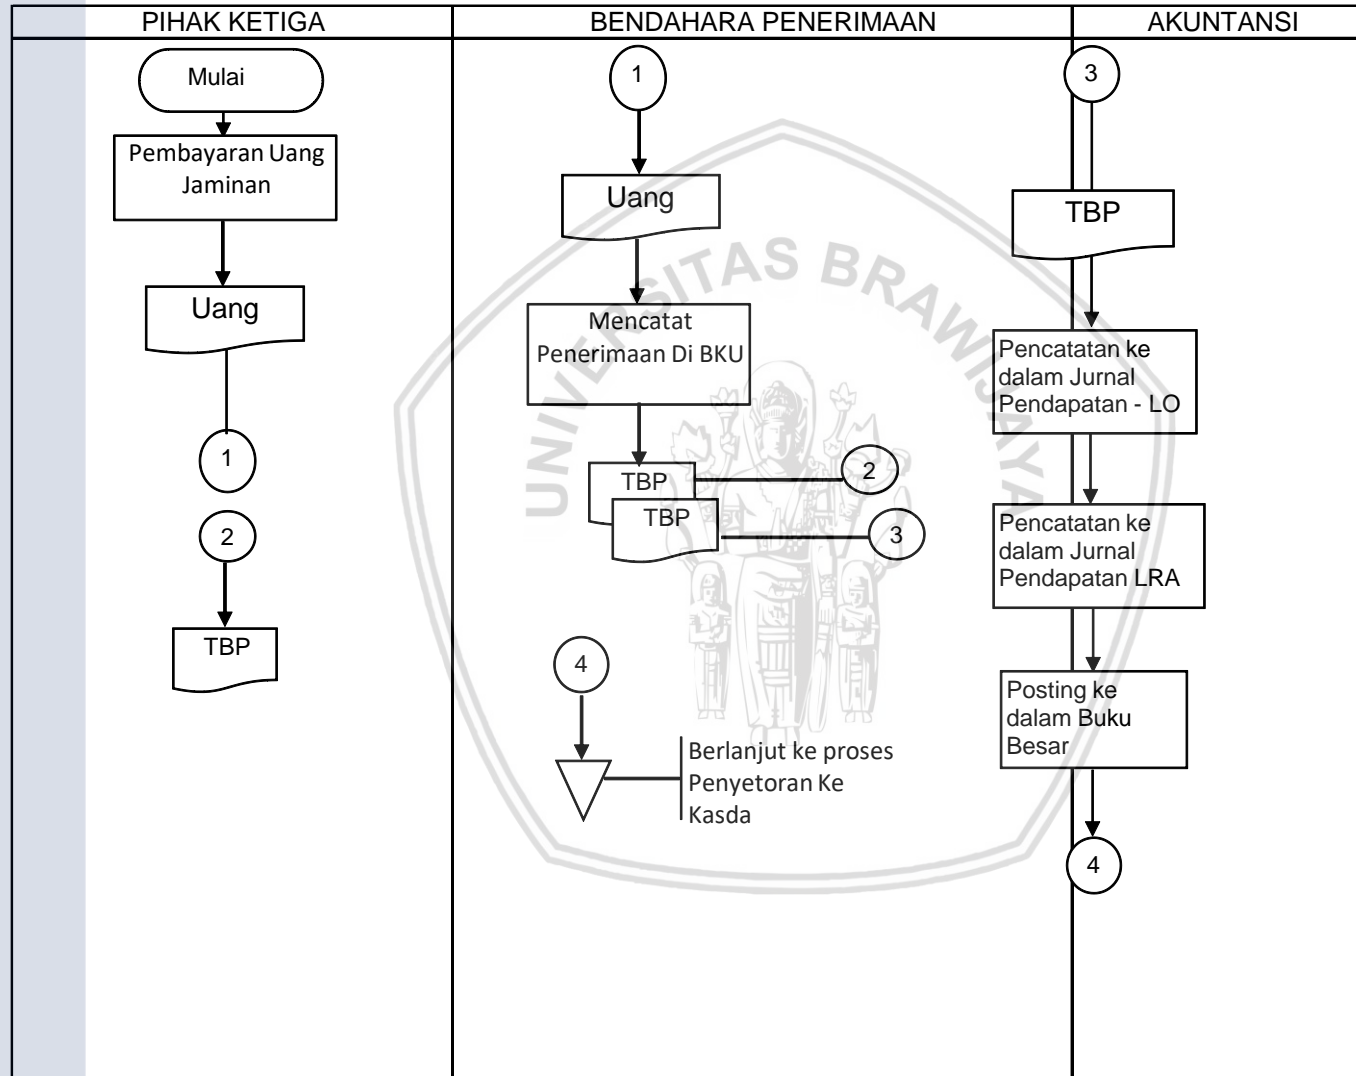 PIHAK KETIGA
BENDAHARA PENERIMAAN
AKUNTANSI
Mulai
Pembayaran Uang
Jaminan
Uang
1
2
TBP
1
Uang
Mencatat
Penerimaan Di BKU
TBP
2
TBP
3
4
Berlanjut ke proses
Penyetoran Ke
Kasda
3
TBP
Pencatatan ke
dalam Jurnal
Pendapatan - LO
Pencatatan ke
dalam Jurnal
Pendapatan LRA
Posting ke
dalam Buku
Besar
4
UNIVERSITAS BRAWIJAYA